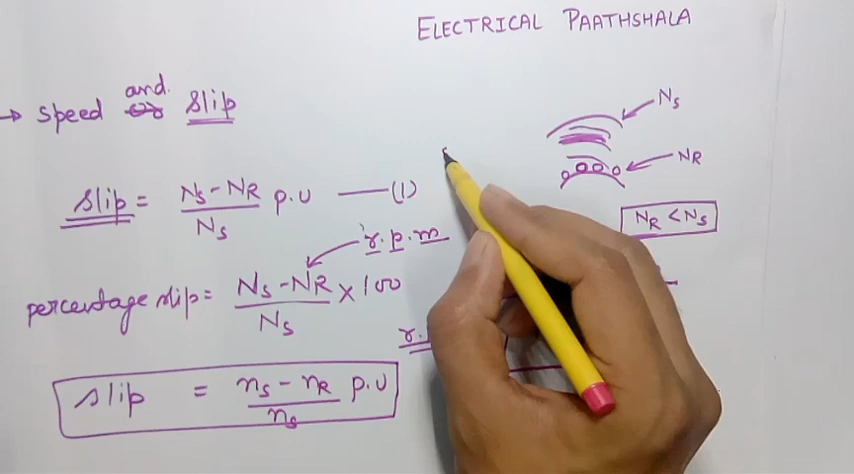 ELECTRICAL PAATHSHALA
→ speed and slip
NS
NR
slip = NS - NR / NS p.u —— (1)
NR < NS
r.p.m
percentage slip = NS - NR / NS × 100
slip = nS - nR / nS p.u